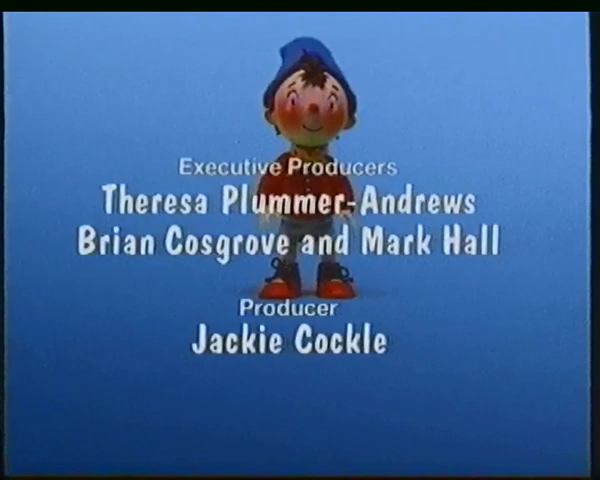 Executive Producers
Theresa Plummer-Andrews
Brian Cosgrove and Mark Hall
Producer
Jackie Cockle